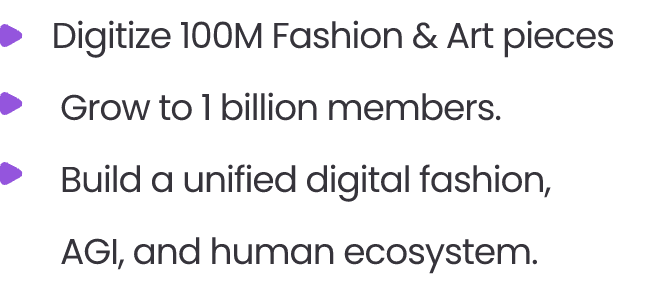 Digitize 100M Fashion & Art pieces
Grow to 1 billion members.
Build a unified digital fashion,
AGI, and human ecosystem.